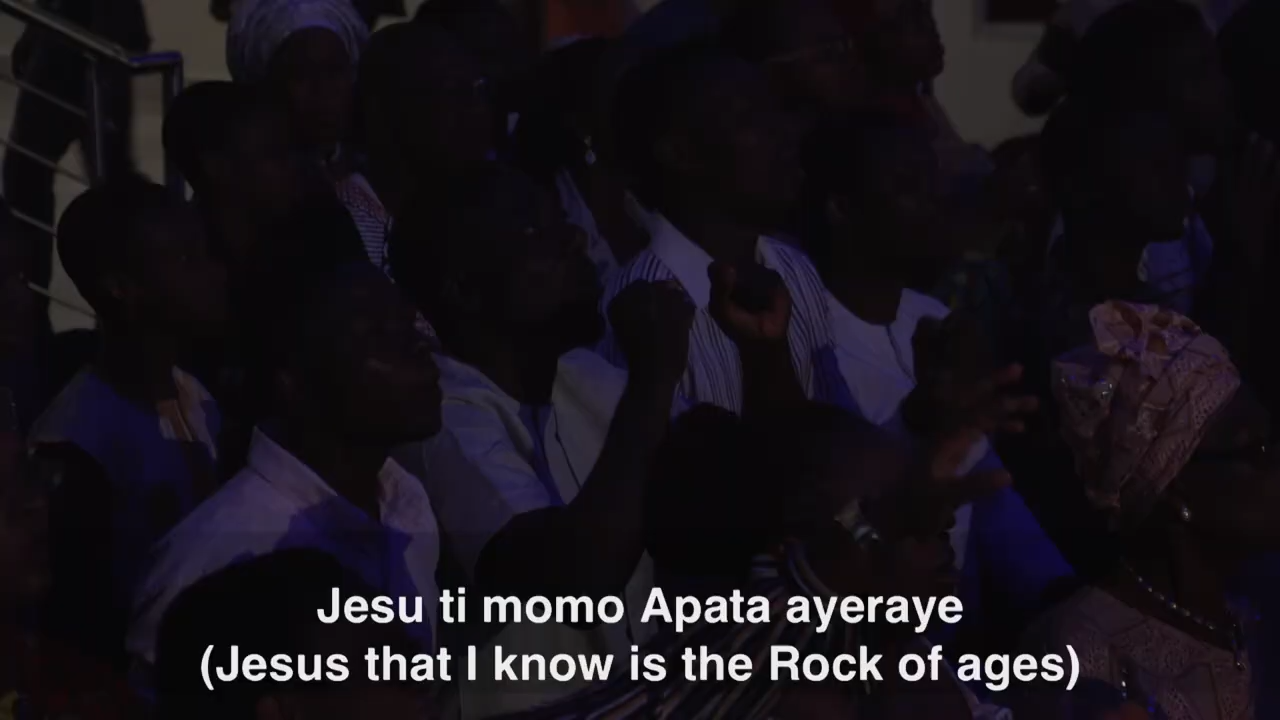 Jesu ti momo Apata ayeraye
(Jesus that I know is the Rock of ages)